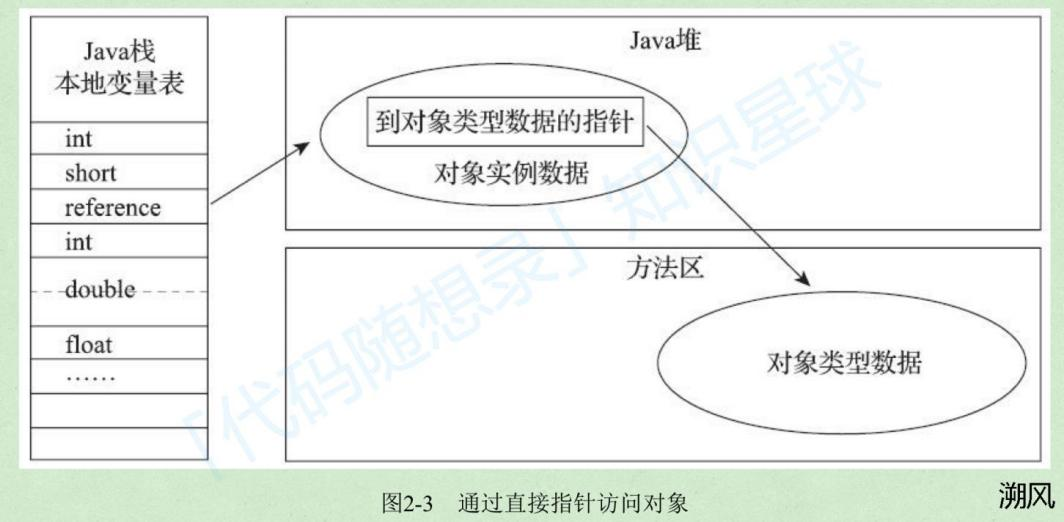 Java栈
本地变量表
int
short
reference
int
double
float
……
Java堆
到对象类型数据的指针
对象实例数据
方法区
对象类型数据
「代码随想录」知识星球
图2-3 通过直接指针访问对象
溯风